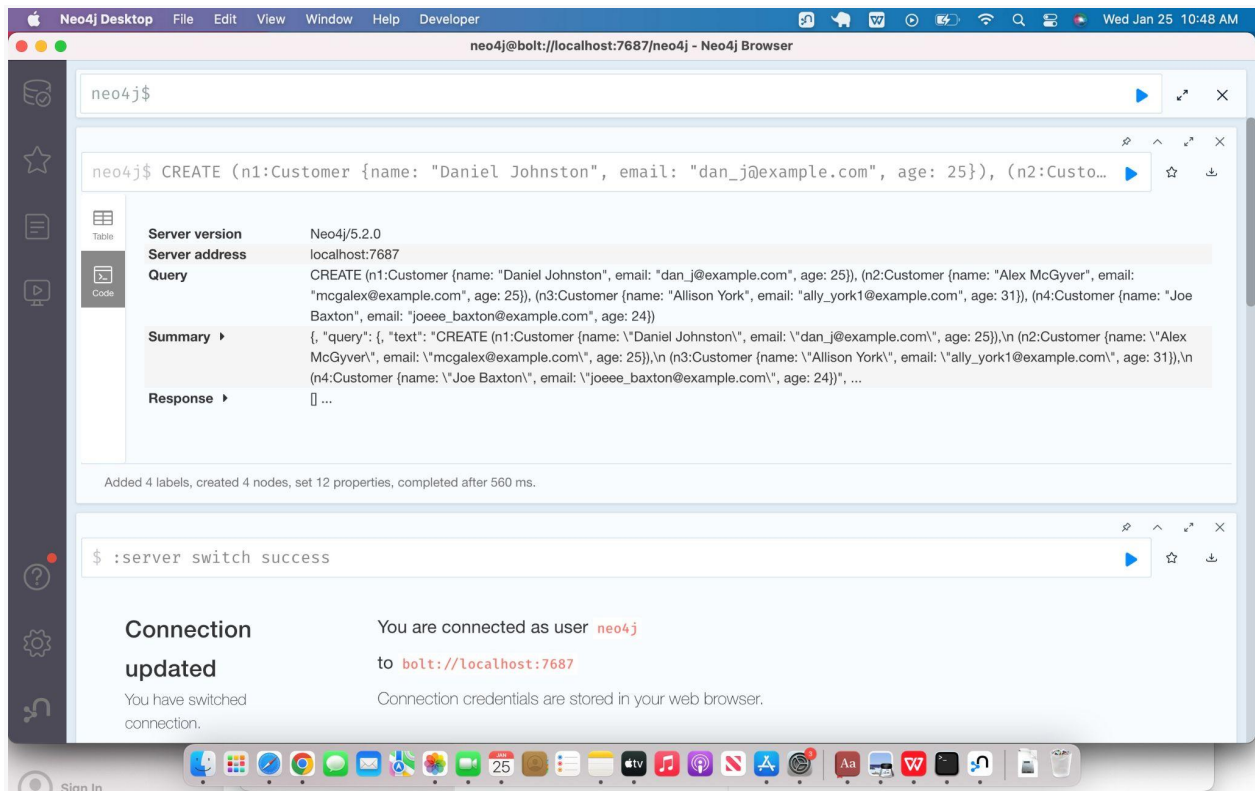 Neo4j Desktop File Edit View Window Help Developer Wed Jan 25 10:48 AM
neo4j@bolt://localhost:7687/neo4j - Neo4j Browser
neo4j$
neo4j$ CREATE (n1:Customer {name: "Daniel Johnston", email: "dan_j@example.com", age: 25}), (n2:Custo…
Table
Code
Server version Neo4j/5.2.0
Server address localhost:7687
Query CREATE (n1:Customer {name: "Daniel Johnston", email: "dan_j@example.com", age: 25}), (n2:Customer {name: "Alex McGyver", email:
"mcgalex@example.com", age: 25}), (n3:Customer {name: "Allison York", email: "ally_york1@example.com", age: 31}), (n4:Customer {name: "Joe
Baxton", email: "joeee_baxton@example.com", age: 24})
Summary {, "query": {, "text": "CREATE (n1:Customer {name: \"Daniel Johnston\", email: \"dan_j@example.com\", age: 25}),\n (n2:Customer {name: \"Alex
McGyver\", email: \"mcgalex@example.com\", age: 25}),\n (n3:Customer {name: \"Allison York\", email: \"ally_york1@example.com\", age: 31}),\n
(n4:Customer {name: \"Joe Baxton\", email: \"joeee_baxton@example.com\", age: 24})", ...
Response [] ...
Added 4 labels, created 4 nodes, set 12 properties, completed after 560 ms.
$ :server switch success
Connection
updated
You have switched
connection.
You are connected as user neo4j
to bolt://localhost:7687
Connection credentials are stored in your web browser.
JAN
25
tv
Aa
Sign In